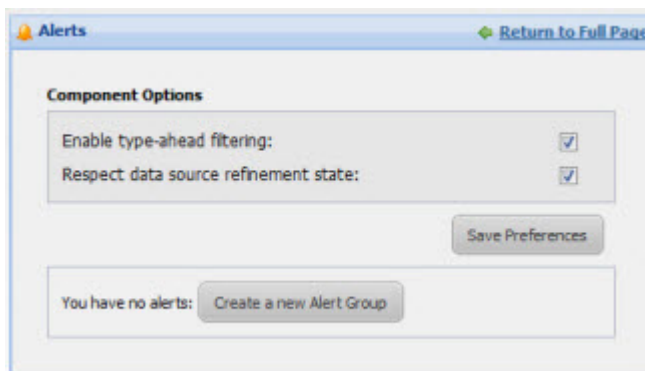 Alerts
Return to Full Page
Component Options
Enable type-ahead filtering:
Respect data source refinement state:
Save Preferences
You have no alerts: Create a new Alert Group